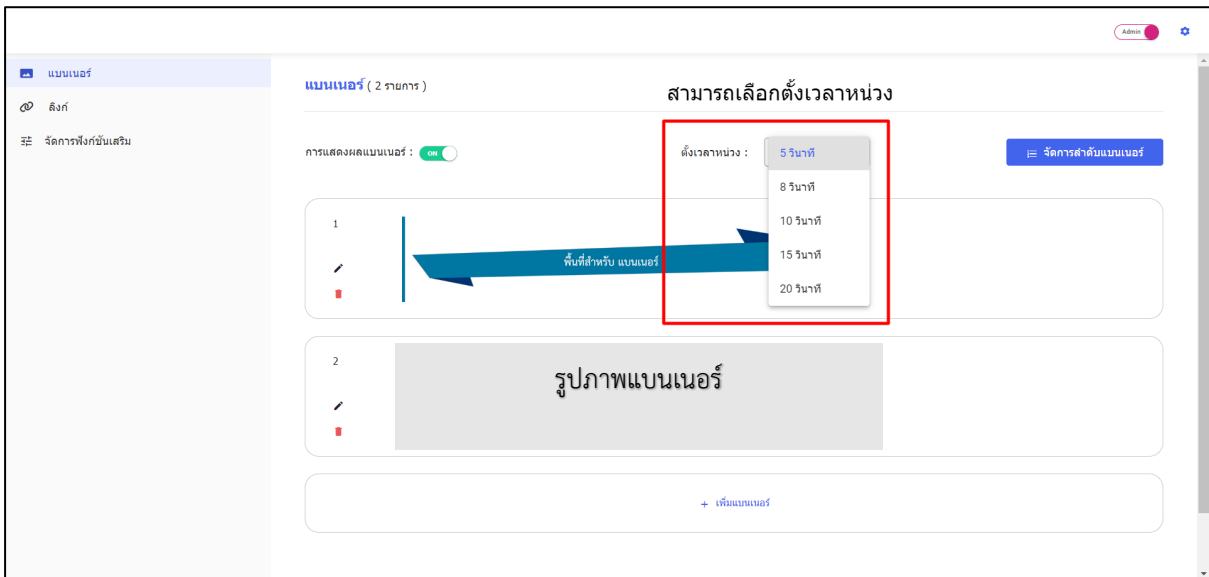 Admin
แบนเนอร์
ลิงก์
จัดการฟังก์ชันเสริม
แบนเนอร์ ( 2 รายการ )
สามารถเลือกตั้งเวลาหน่วง
การแสดงผลแบนเนอร์ : ON
ตั้งเวลาหน่วง :
5 วินาที
8 วินาที
10 วินาที
15 วินาที
20 วินาที
จัดการลำดับแบนเนอร์
1
พื้นที่สำหรับ แบนเนอร์
2
รูปภาพแบนเนอร์
+ เพิ่มแบนเนอร์